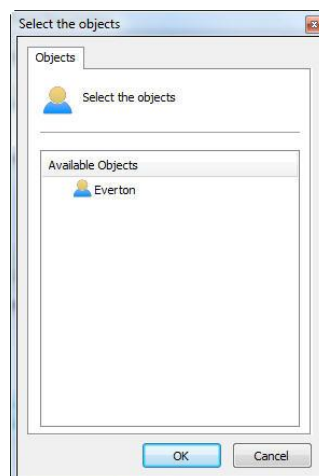 Select the objects
Objects
Select the objects
Available Objects
Everton
OK
Cancel